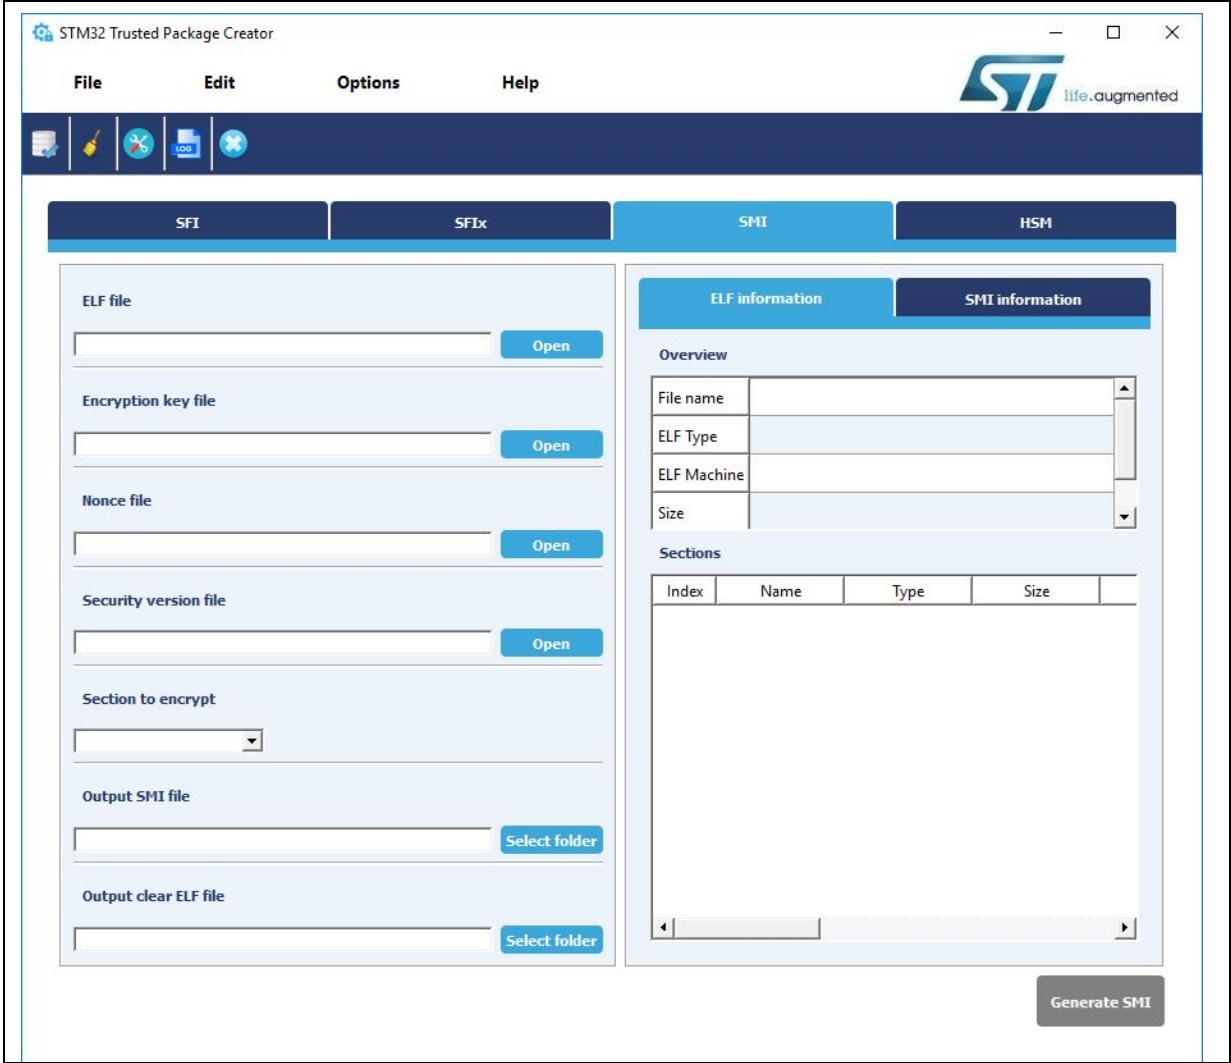 STM32 Trusted Package Creator
File Edit Options Help
ST life.augmented
LOG
SFI SFIx SMI HSM
ELF file
Open
Encryption key file
Open
Nonce file
Open
Security version file
Open
Section to encrypt
Output SMI file
Select folder
Output clear ELF file
Select folder
ELF information SMI information
Overview
File name
ELF Type
ELF Machine
Size
Sections
Index Name Type Size
Generate SMI